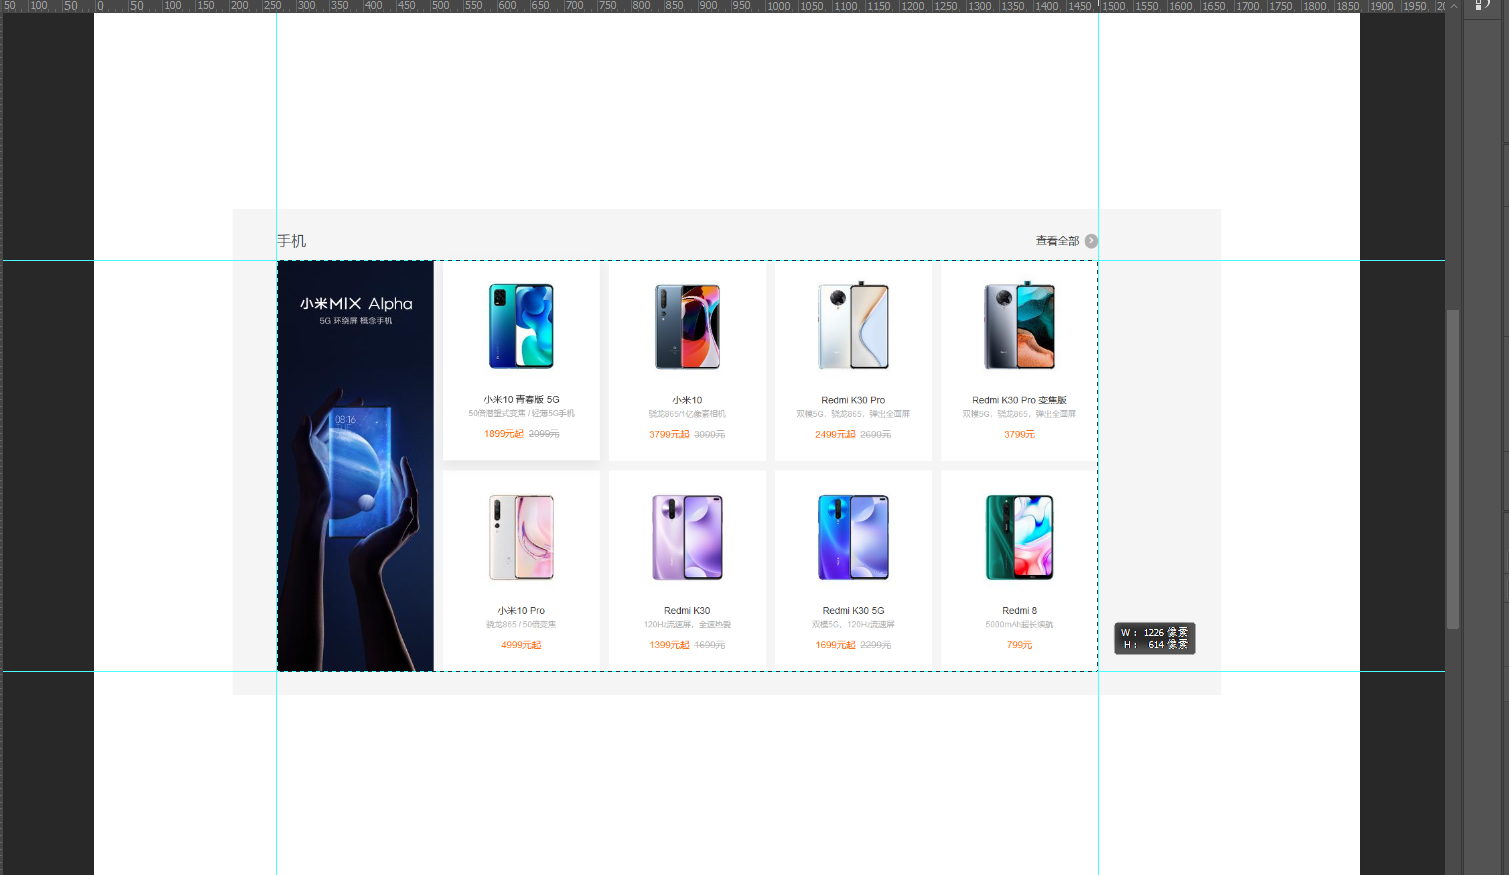 50 100 50 0 50 100 150 200 250 300 350 400 450 500 550 600 650 700 750 800 850 900 950 1000 1050 1100 1150 1200 1250 1300 1350 1400 1450 1500 1550 1600 1650 1700 1750 1800 1850 1900 1950
手机
查看全部
小米MIX Alpha
5G 环绕屏 概念手机
08:16
小米10 青春版 5G
50倍潜望式变焦 / 轻薄5G手机
1899元起 2099元
小米10
骁龙865/1亿像素相机
3799元起 3999元
Redmi K30 Pro
双模5G，骁龙865，弹出全面屏
2499元起 2699元
Redmi K30 Pro 变焦版
双模5G，骁龙865，弹出全面屏
3799元
小米10 Pro
骁龙865 / 50倍变焦
4999元起
Redmi K30
120Hz流速屏，全速热爱
1399元起 1699元
Redmi K30 5G
双模5G，120Hz流速屏
1699元起 2299元
Redmi 8
5000mAh超长续航
799元
W： 1226 像素
H： 614 像素